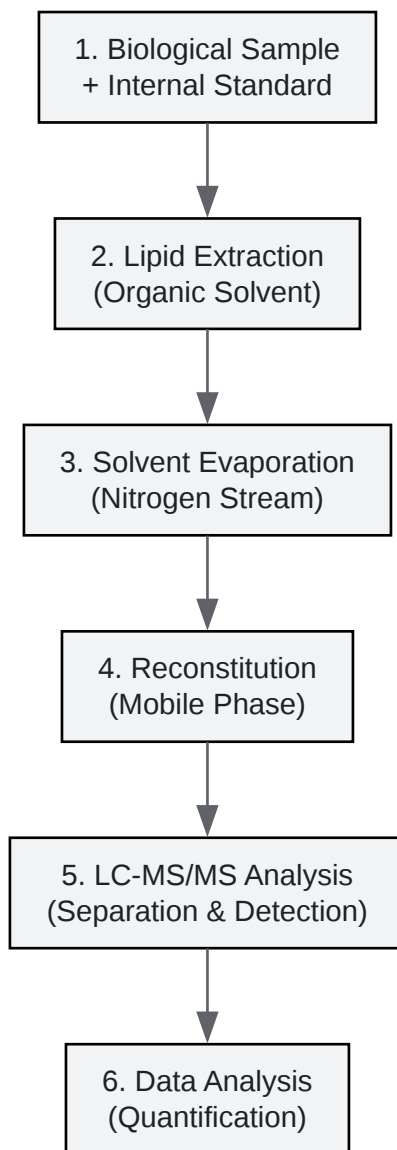 1. Biological Sample
+ Internal Standard
2. Lipid Extraction
(Organic Solvent)
3. Solvent Evaporation
(Nitrogen Stream)
4. Reconstitution
(Mobile Phase)
5. LC-MS/MS Analysis
(Separation & Detection)
6. Data Analysis
(Quantification)